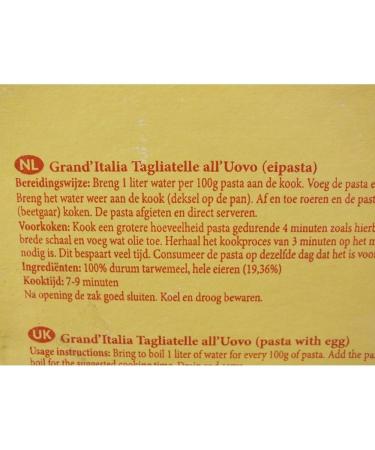 NL Grand'Italia Tagliatelle all'Uovo (eipasta)
Bereidingswijze: Breng 1 liter water per 100g pasta aan de kook. Voeg de pasta e
Breng het water weer aan de kook (deksel op de pan). Af en toe roeren en de past
(beetgaar) koken. De pasta afgieten en direct serveren.
Voorkoken: Kook een grotere hoeveelheid pasta gedurende 4 minuten zoals hierb
brede schaal en voeg wat olie toe. Herhaal het kookproces van 3 minuten op het m
nodig is. Dit bespaart veel tijd. Consumeer de pasta op dezelfde dag dat het is voor
Ingrediënten: 100% durum tarwemeel, hele eieren (19,36%)
Kooktijd: 7-9 minuten
Na opening de zak goed sluiten. Koel en droog bewaren.
UK Grand'Italia Tagliatelle all'Uovo (pasta with egg)
Usage instructions: Bring to boil 1 liter of water for every 100g of pasta. Add the pa
boil for the suggested cooking time.